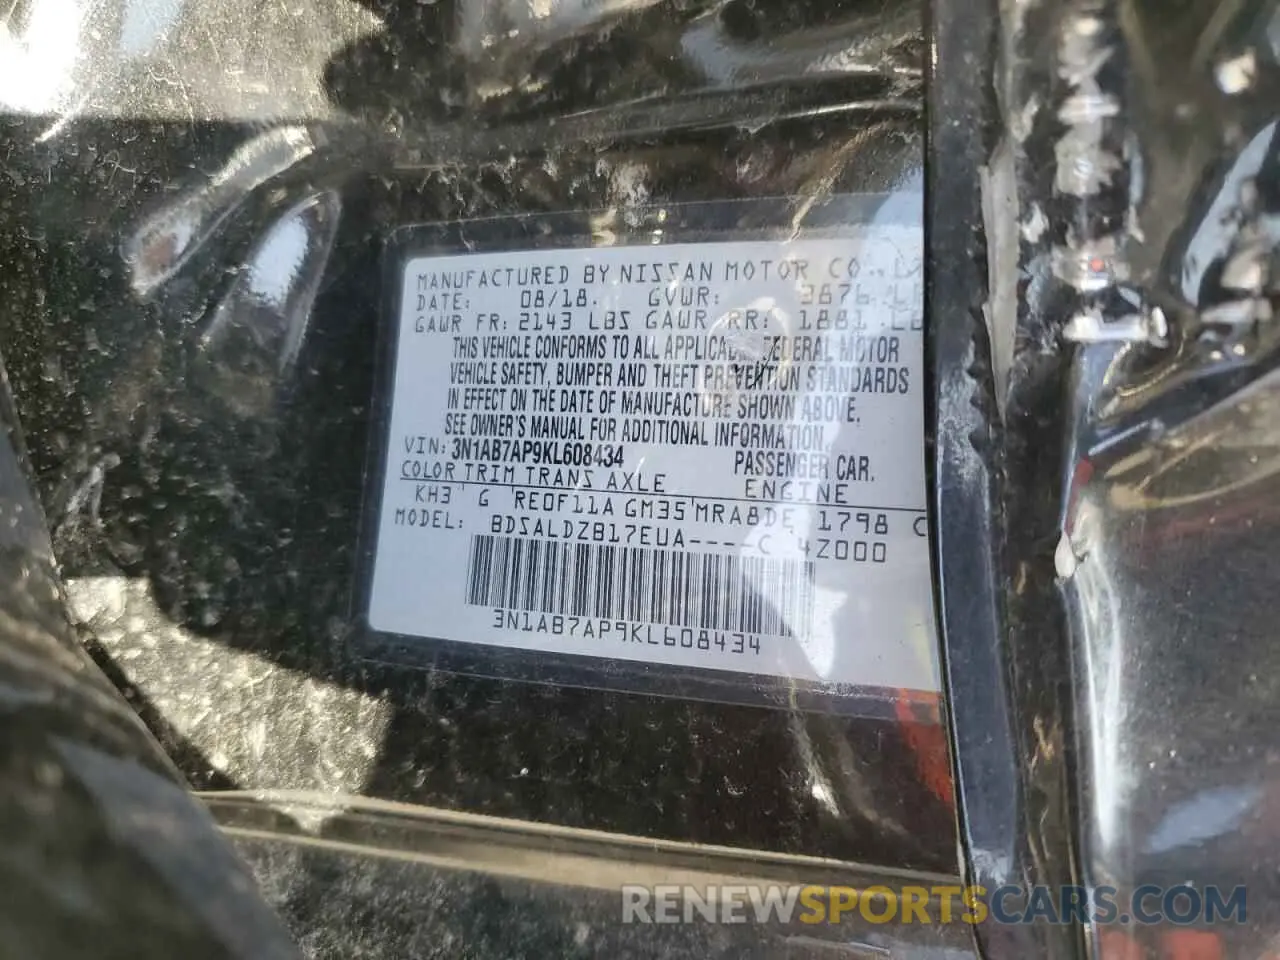 MANUFACTURED BY NISSAN MOTOR CO.,
DATE: 08/18. GVWR: 3876
GAWR FR: 2143 LBS GAWR RR: 1881 LB
THIS VEHICLE CONFORMS TO ALL FEDERAL MOTOR
VEHICLE SAFETY, BUMPER AND THEFT PREVENTION STANDARDS
IN EFFECT ON THE DATE OF MANUFACTURE SHOWN ABOVE.
SEE OWNER'S MANUAL FOR ADDITIONAL INFORMATION.
VIN: 3N1AB7AP9KL608434 PASSENGER CAR.
COLOR TRIM TRANS AXLE ENGINE
KH3 G RE0F11A GM35 MRA8DE 1798 C
MODEL: BDSALDZB17EUA----C 4Z000
3N1AB7AP9KL608434
RENEWSPORTSCARS.COM